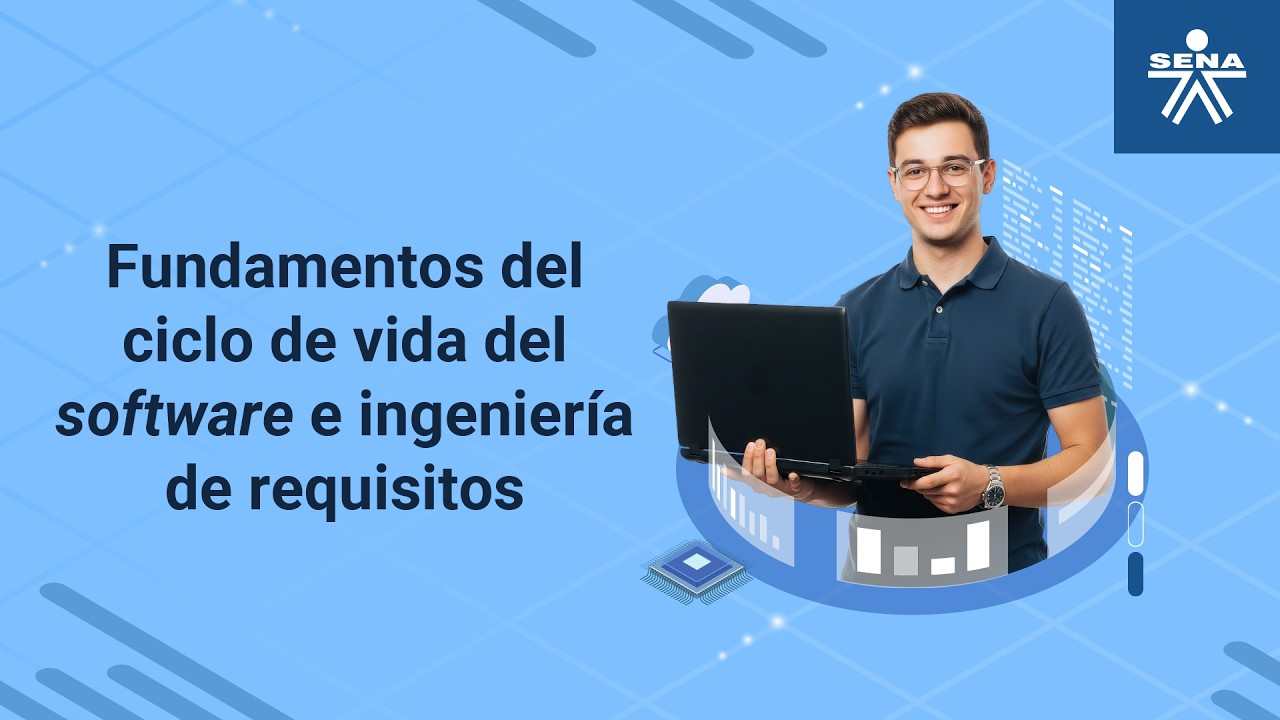 SENA
Fundamentos del
ciclo de vida del
software e ingeniería
de requisitos